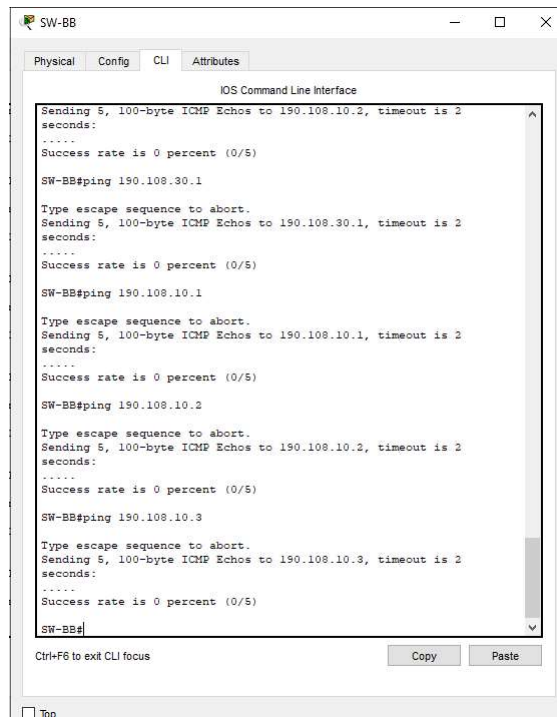 SW-BB
Physical Config CLI Attributes
IOS Command Line Interface
Sending 5, 100-byte ICMP Echos to 190.108.10.2, timeout is 2
seconds:
.....
Success rate is 0 percent (0/5)
SW-BB#ping 190.108.30.1
Type escape sequence to abort.
Sending 5, 100-byte ICMP Echos to 190.108.30.1, timeout is 2
seconds:
.....
Success rate is 0 percent (0/5)
SW-BB#ping 190.108.10.1
Type escape sequence to abort.
Sending 5, 100-byte ICMP Echos to 190.108.10.1, timeout is 2
seconds:
.....
Success rate is 0 percent (0/5)
SW-BB#ping 190.108.10.2
Type escape sequence to abort.
Sending 5, 100-byte ICMP Echos to 190.108.10.2, timeout is 2
seconds:
.....
Success rate is 0 percent (0/5)
SW-BB#ping 190.108.10.3
Type escape sequence to abort.
Sending 5, 100-byte ICMP Echos to 190.108.10.3, timeout is 2
seconds:
.....
Success rate is 0 percent (0/5)
SW-BB#
Ctrl+F6 to exit CLI focus
Copy Paste
Top